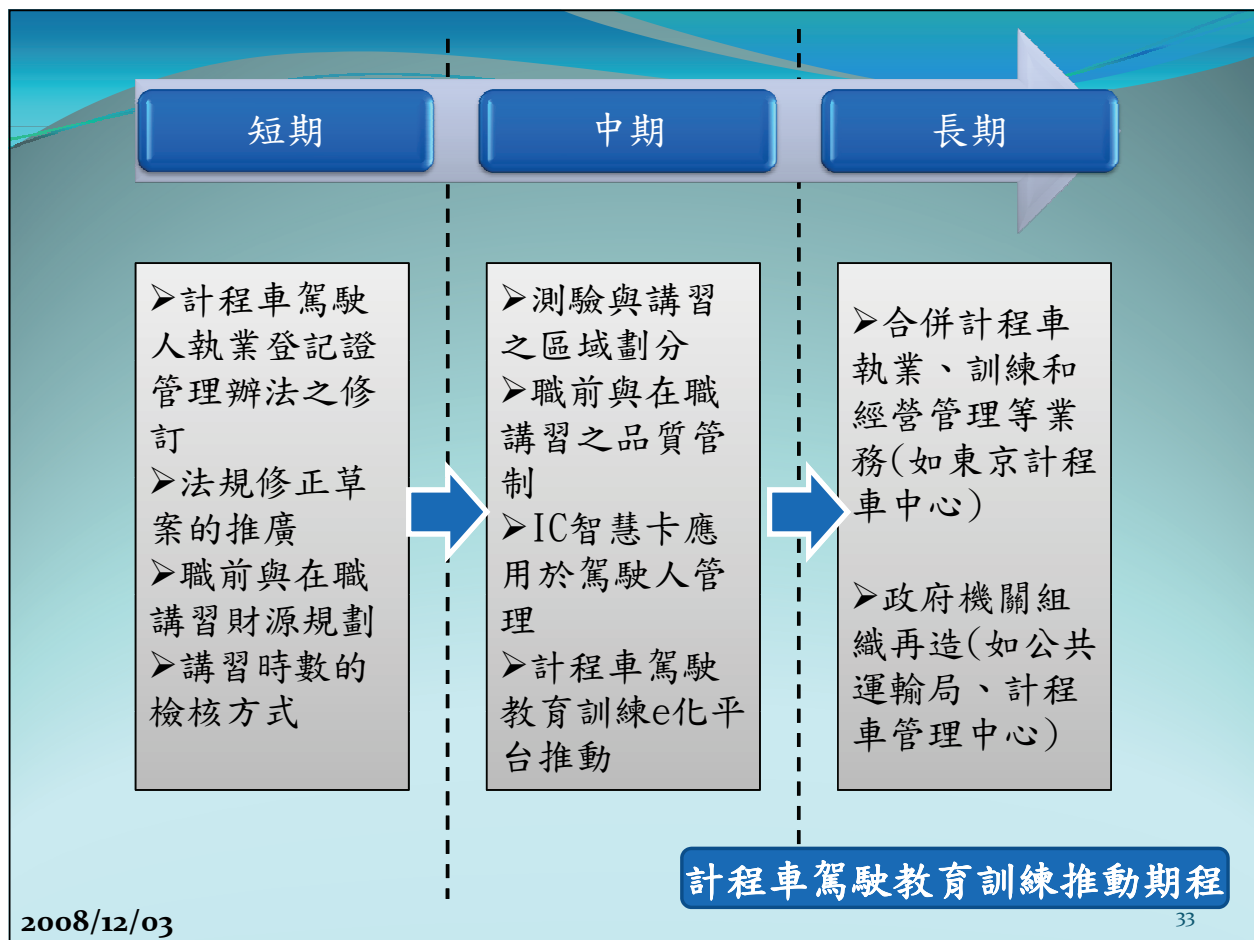 短期
中期
長期
➢計程車駕駛
人執業登記證
管理辦法之修
訂
➢法規修正草
案的推廣
➢職前與在職
講習財源規劃
➢講習時數的
檢核方式
➢測驗與講習
之區域劃分
➢職前與在職
講習之品質管
制
➢IC智慧卡應
用於駕駛人管
理
➢計程車駕駛
教育訓練e化平
台推動
➢合併計程車
執業、訓練和
經營管理等業
務(如東京計程
車中心)
➢政府機關組
織再造(如公共
運輸局、計程
車管理中心)
計程車駕駛教育訓練推動期程
2008/12/03
33